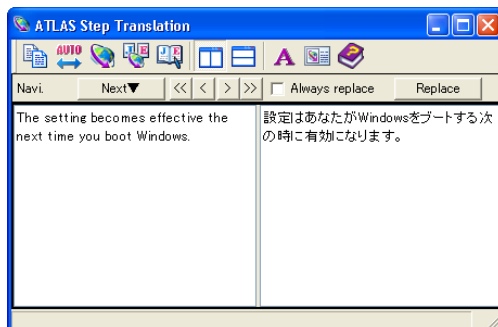 ATLAS Step Translation
AUTO
Navi.
Next▼
<<
<
>
>>
Always replace
Replace
The setting becomes effective the
next time you boot Windows.
設定はあなたがWindowsをブートする次
の時に有効になります。